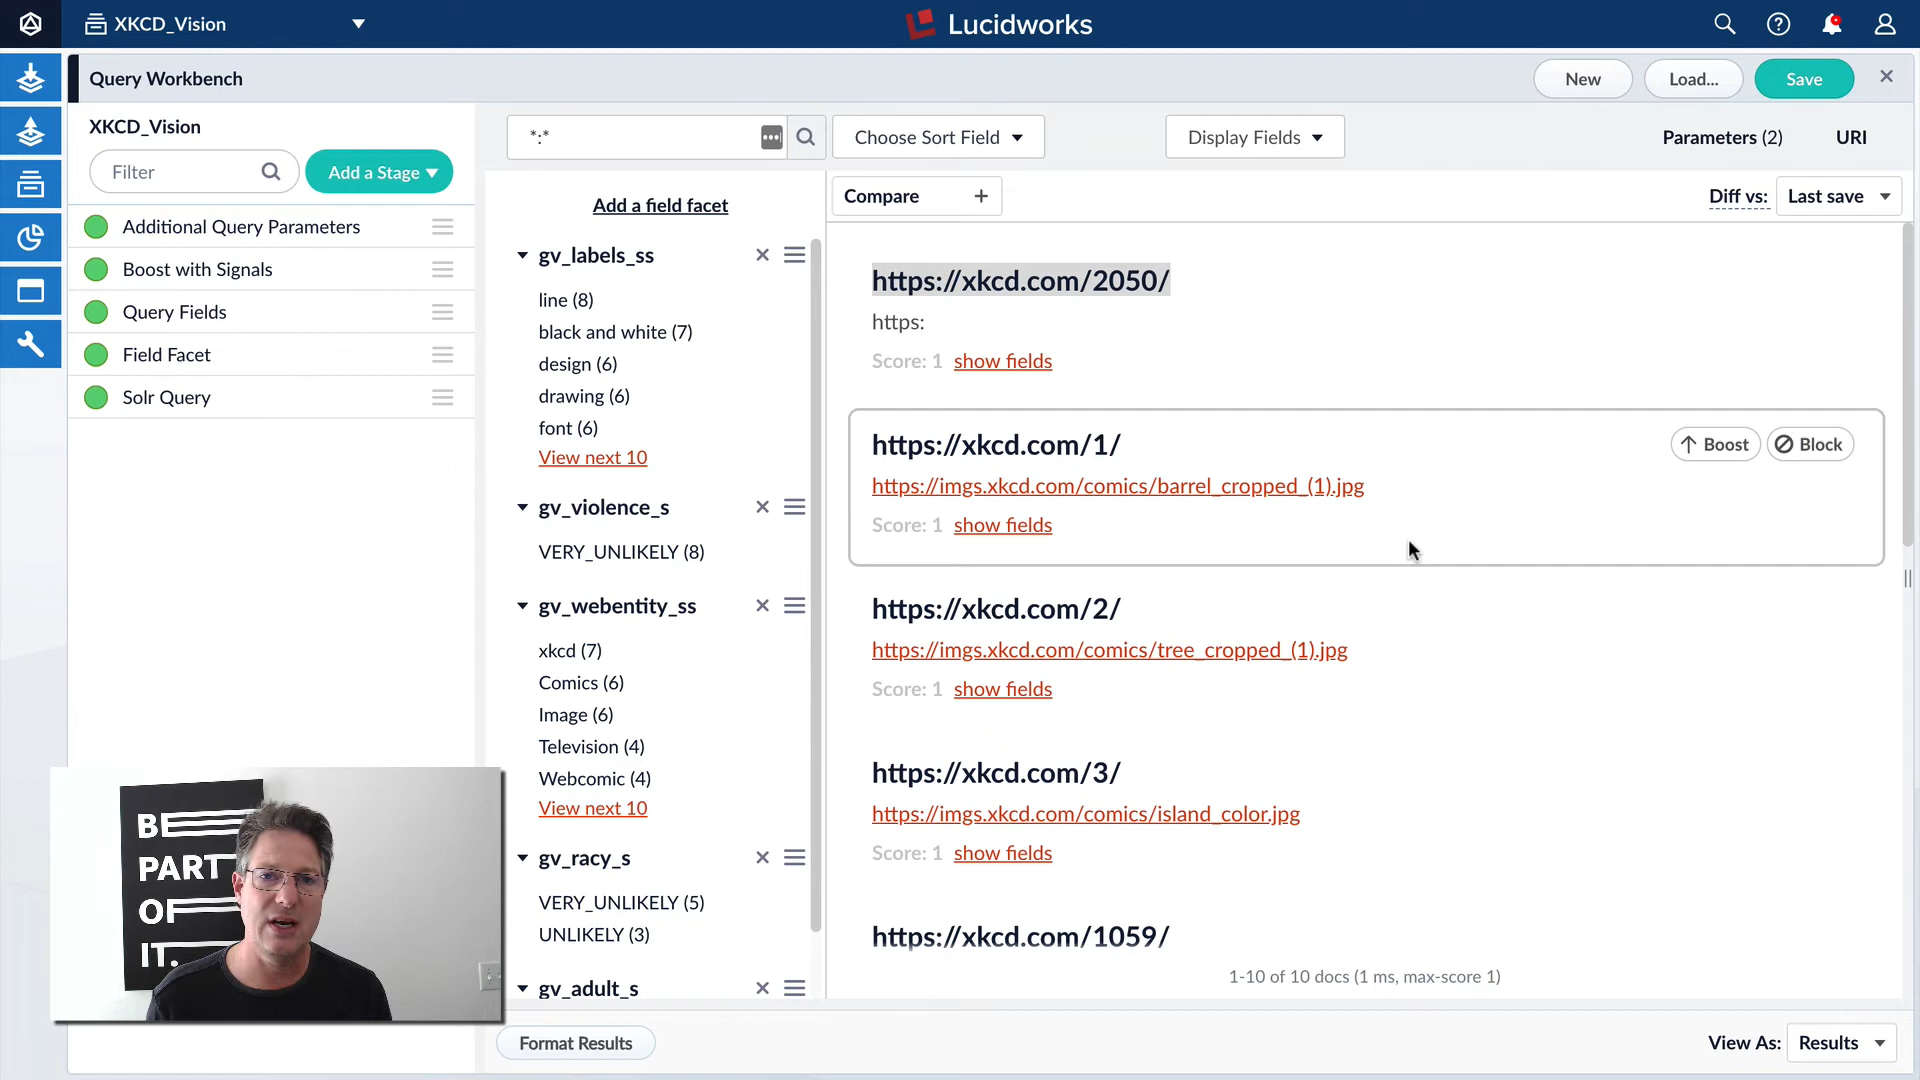 XKCD_Vision
Lucidworks
Query Workbench
New
Load...
Save
XKCD_Vision
Filter
Add a Stage
Additional Query Parameters
Boost with Signals
Query Fields
Field Facet
Solr Query
*:*
Choose Sort Field
Display Fields
Parameters (2)
URI
Add a field facet
gv_labels_ss
line (8)
black and white (7)
design (6)
drawing (6)
font (6)
View next 10
gv_violence_s
VERY_UNLIKELY (8)
gv_webentity_ss
xkcd (7)
Comics (6)
Image (6)
Television (4)
Webcomic (4)
View next 10
gv_racy_s
VERY_UNLIKELY (5)
UNLIKELY (3)
gv_adult_s
Compare
Diff vs:
Last save
https://xkcd.com/2050/
https:
Score: 1 show fields
https://xkcd.com/1/
Boost
Block
https://imgs.xkcd.com/comics/barrel_cropped_(1).jpg
Score: 1 show fields
https://xkcd.com/2/
https://imgs.xkcd.com/comics/tree_cropped_(1).jpg
Score: 1 show fields
https://xkcd.com/3/
https://imgs.xkcd.com/comics/island_color.jpg
Score: 1 show fields
https://xkcd.com/1059/
1-10 of 10 docs (1 ms, max-score 1)
BE
PART
OF
IT.
Format Results
View As:
Results